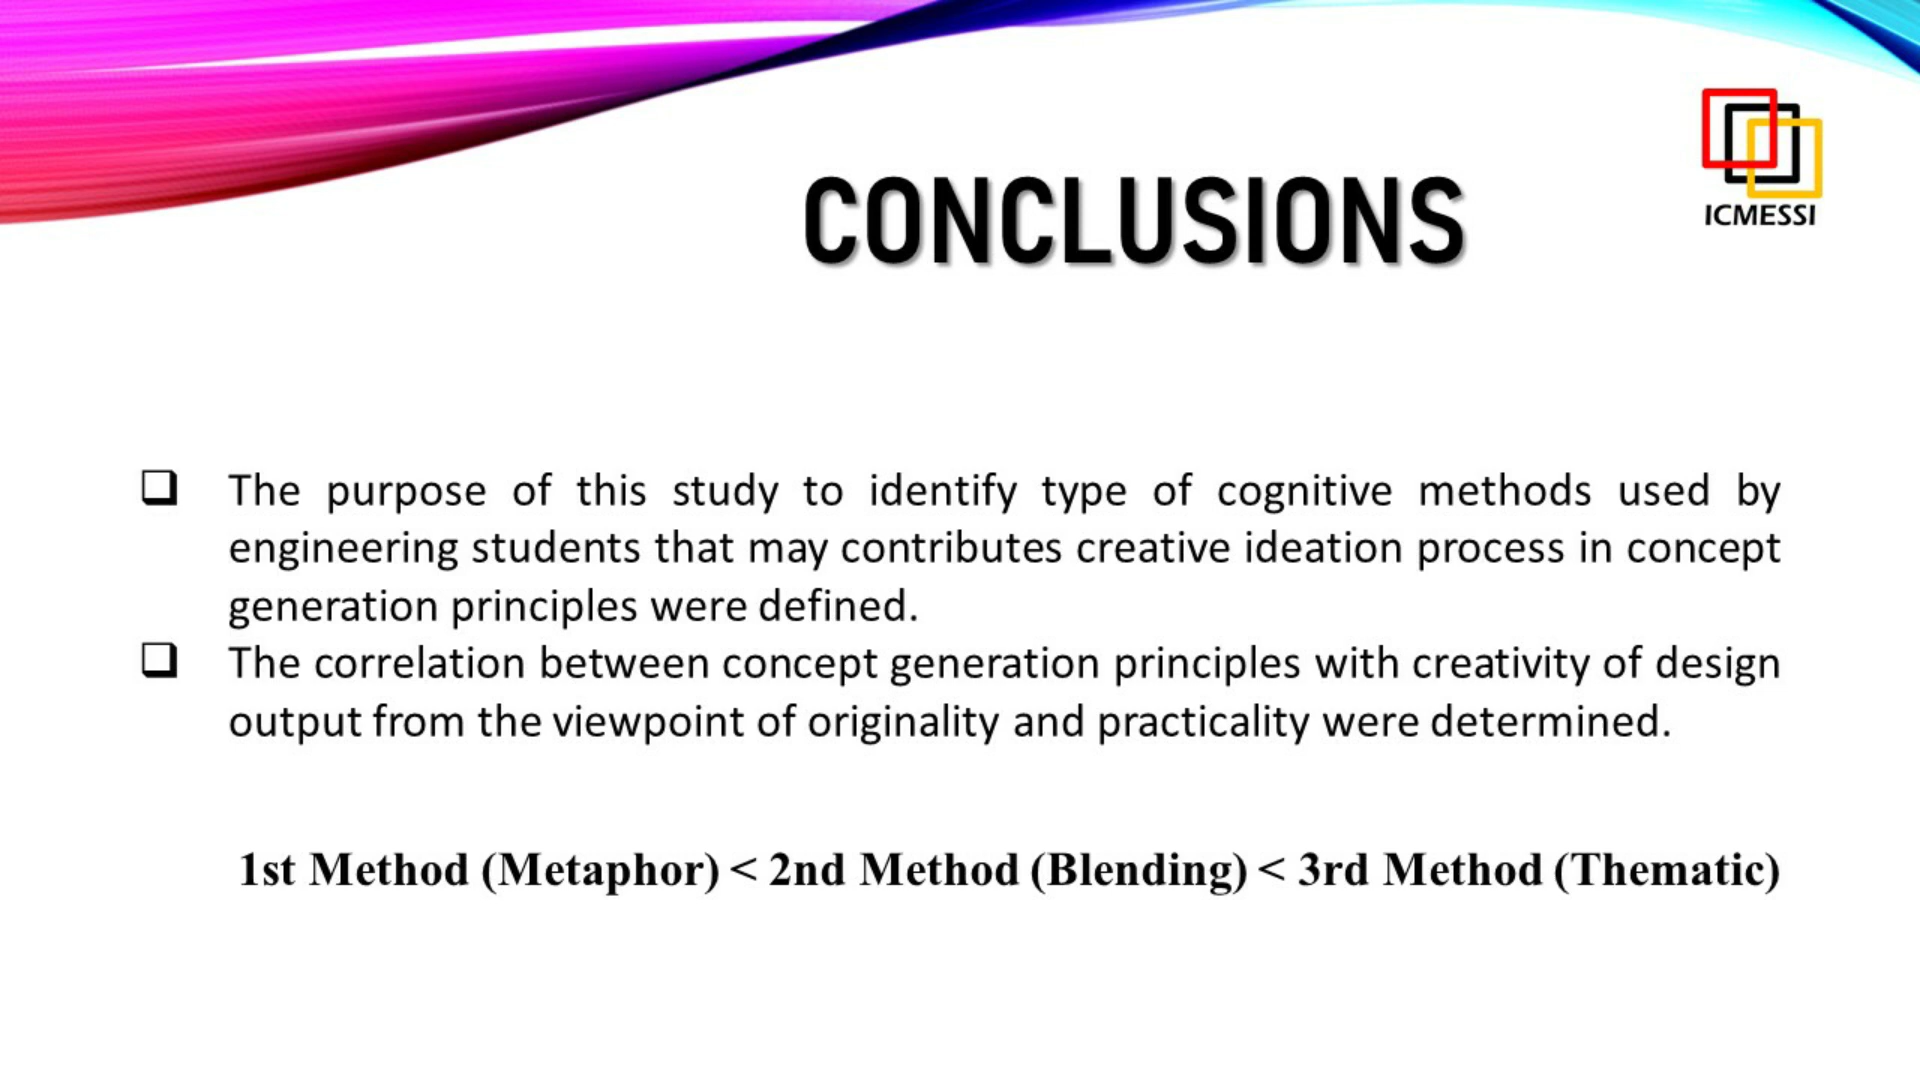 CONCLUSIONS
ICMESSI
The purpose of this study to identify type of cognitive methods used by
engineering students that may contributes creative ideation process in concept
generation principles were defined.
The correlation between concept generation principles with creativity of design
output from the viewpoint of originality and practicality were determined.
1st Method (Metaphor) < 2nd Method (Blending) < 3rd Method (Thematic)